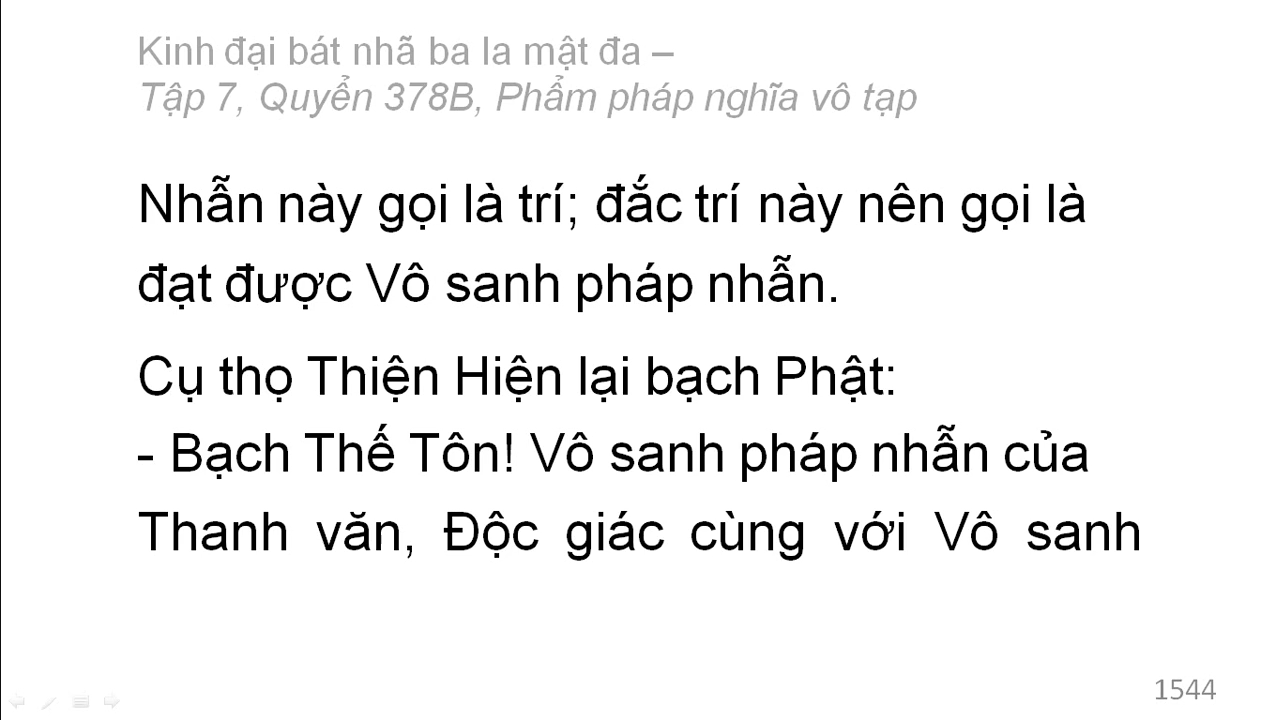 Kinh đại bát nhã ba la mật đa –
Tập 7, Quyển 378B, Phẩm pháp nghĩa vô tạp
Nhẫn này gọi là trí; đắc trí này nên gọi là
đạt được Vô sanh pháp nhẫn.
Cụ thọ Thiện Hiện lại bạch Phật:
- Bạch Thế Tôn! Vô sanh pháp nhẫn của
Thanh văn, Độc giác cùng với Vô sanh
1544